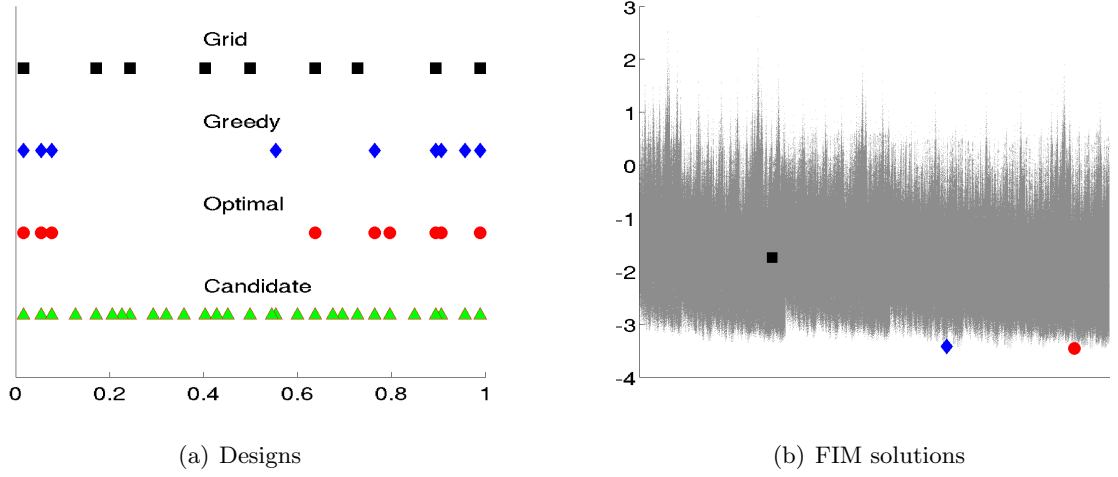 Grid
Greedy
Optimal
Candidate
0 0.2 0.4 0.6 0.8 1
(a) Designs
3
2
1
0
-1
-2
-3
-4
(b) FIM solutions